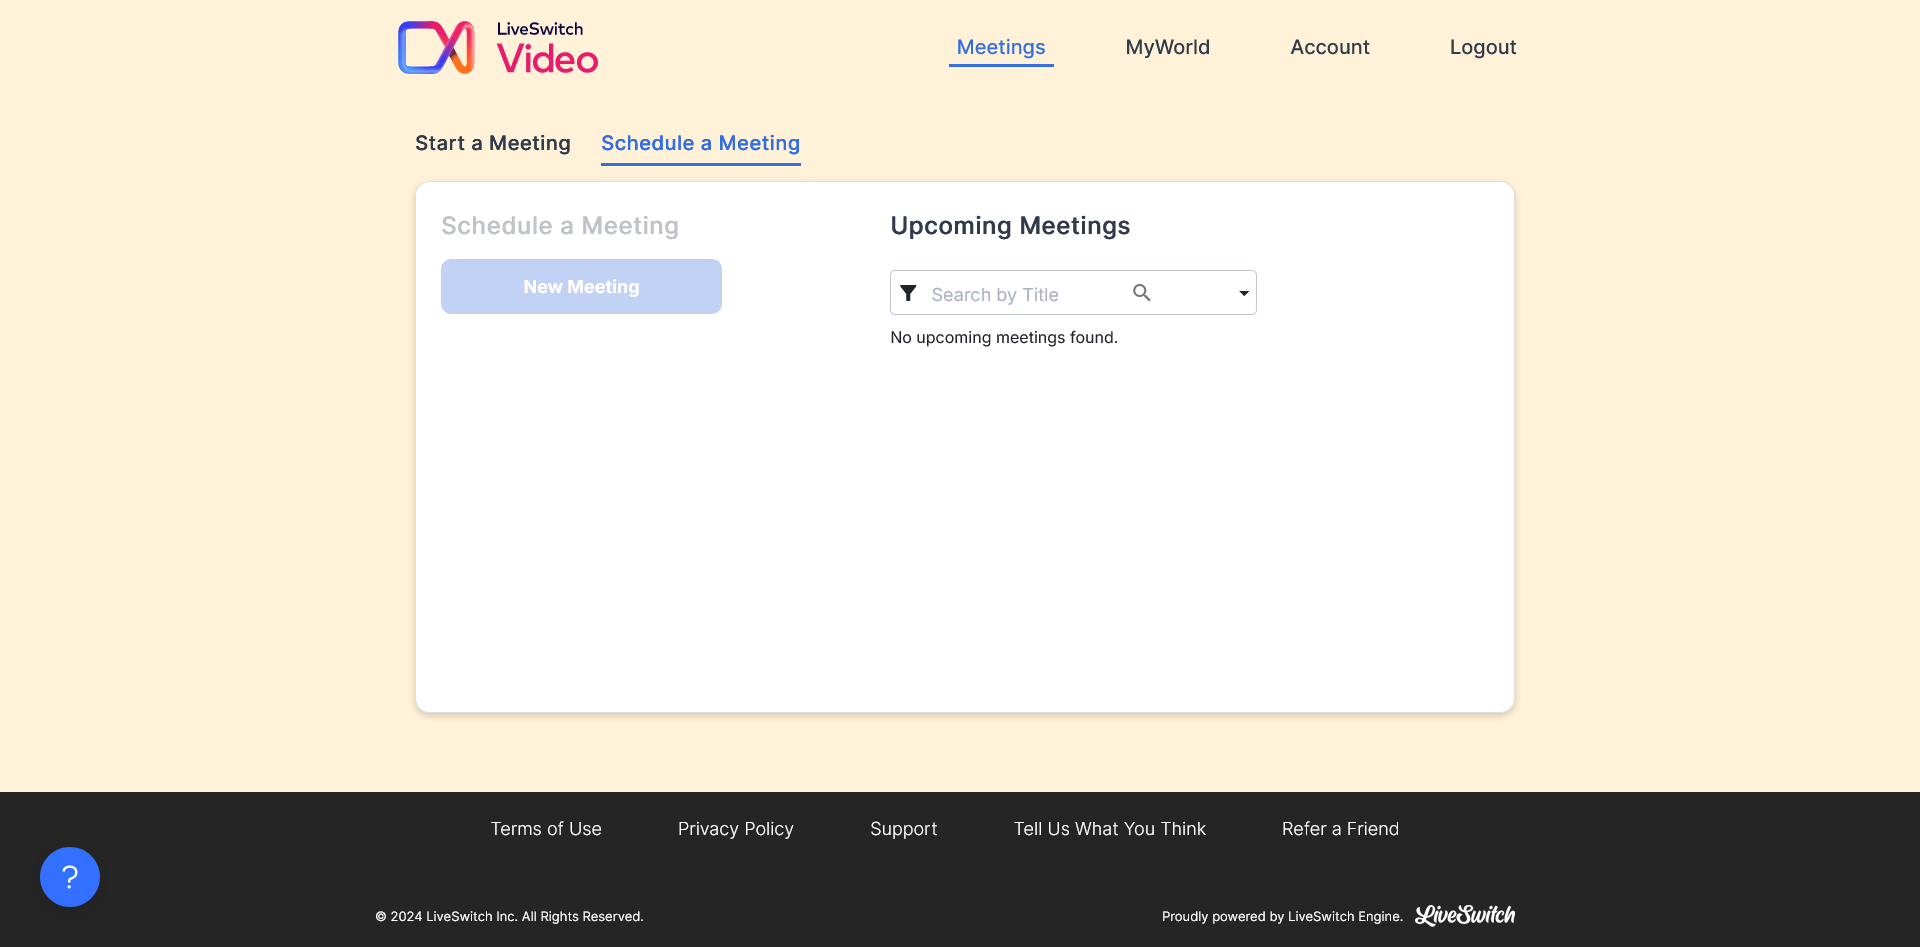 LiveSwitch
Video
Meetings
MyWorld
Account
Logout
Start a Meeting
Schedule a Meeting
Schedule a Meeting
New Meeting
Upcoming Meetings
Search by Title
No upcoming meetings found.
Terms of Use
Privacy Policy
Support
Tell Us What You Think
Refer a Friend
?
© 2024 LiveSwitch Inc. All Rights Reserved.
Proudly powered by LiveSwitch Engine.
LiveSwitch